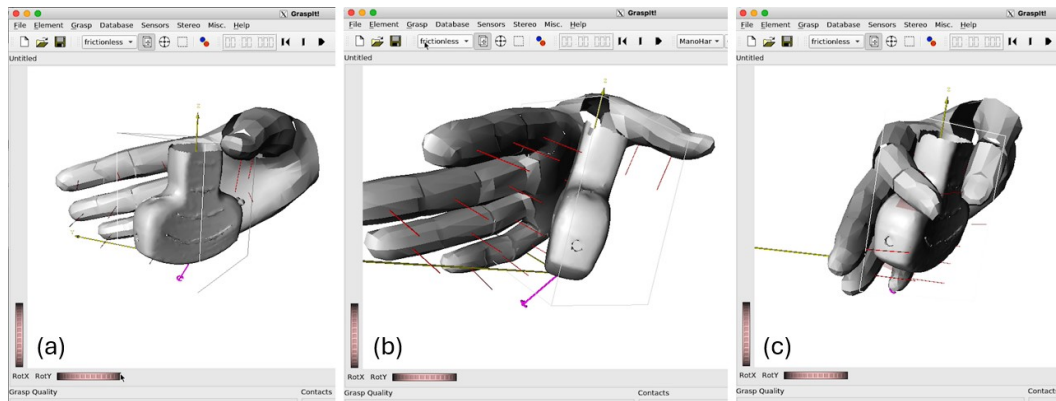 GraspIt!
File Element Grasp Database Sensors Stereo Misc. Help
frictionless
Untitled
(a)
RotX RotY
Grasp Quality Contacts
GraspIt!
File Element Grasp Database Sensors Stereo Misc. Help
frictionless ManoHar
(b)
RotX RotY
Grasp Quality Contacts
GraspIt!
File Element Grasp Database Sensors Stereo Misc. Help
frictionless ManoHar
Untitled
(c)
RotX RotY
Grasp Quality Contacts